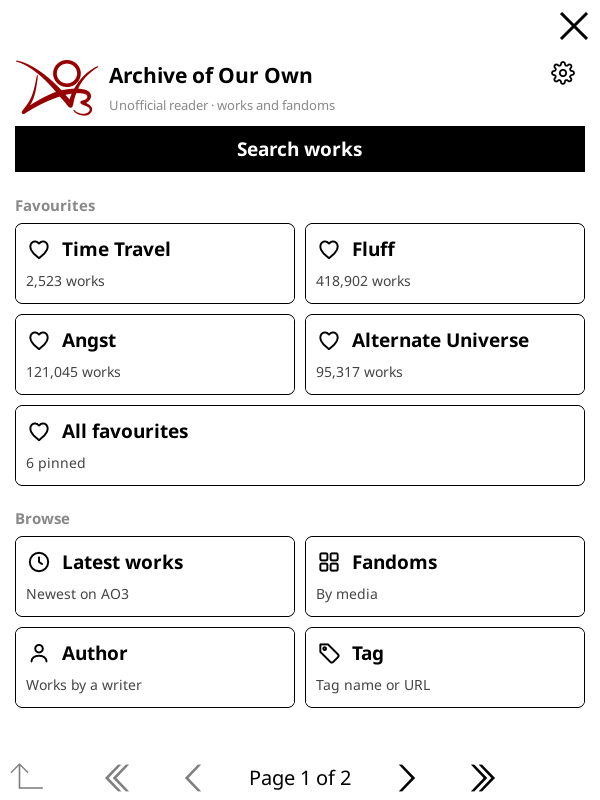 Archive of Our Own
Unofficial reader · works and fandoms
Search works
Favourites
Time Travel
2,523 works
Fluff
418,902 works
Angst
121,045 works
Alternate Universe
95,317 works
All favourites
6 pinned
Browse
Latest works
Newest on AO3
Fandoms
By media
Author
Works by a writer
Tag
Tag name or URL
Page 1 of 2